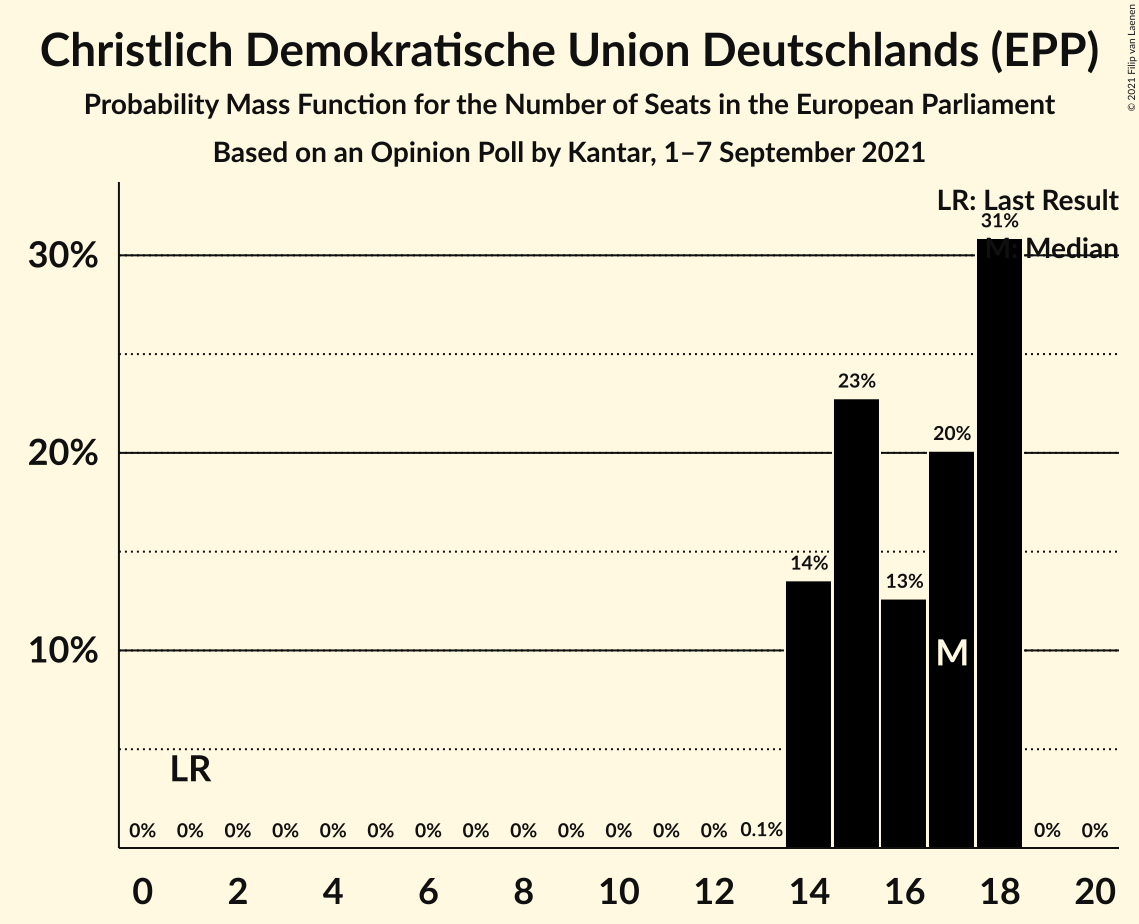 Christlich Demokratische Union Deutschlands (EPP)
Probability Mass Function for the Number of Seats in the European Parliament
Based on an Opinion Poll by Kantar, 1–7 September 2021
© 2021 Filip van Laenen
LR: Last Result
M: Median
31%
30%
23%
20%
20%
14%
13%
10%
M
LR
0% 0% 0% 0% 0% 0% 0% 0% 0% 0% 0% 0% 0% 0.1% 0% 0%
0 2 4 6 8 10 12 14 16 18 20